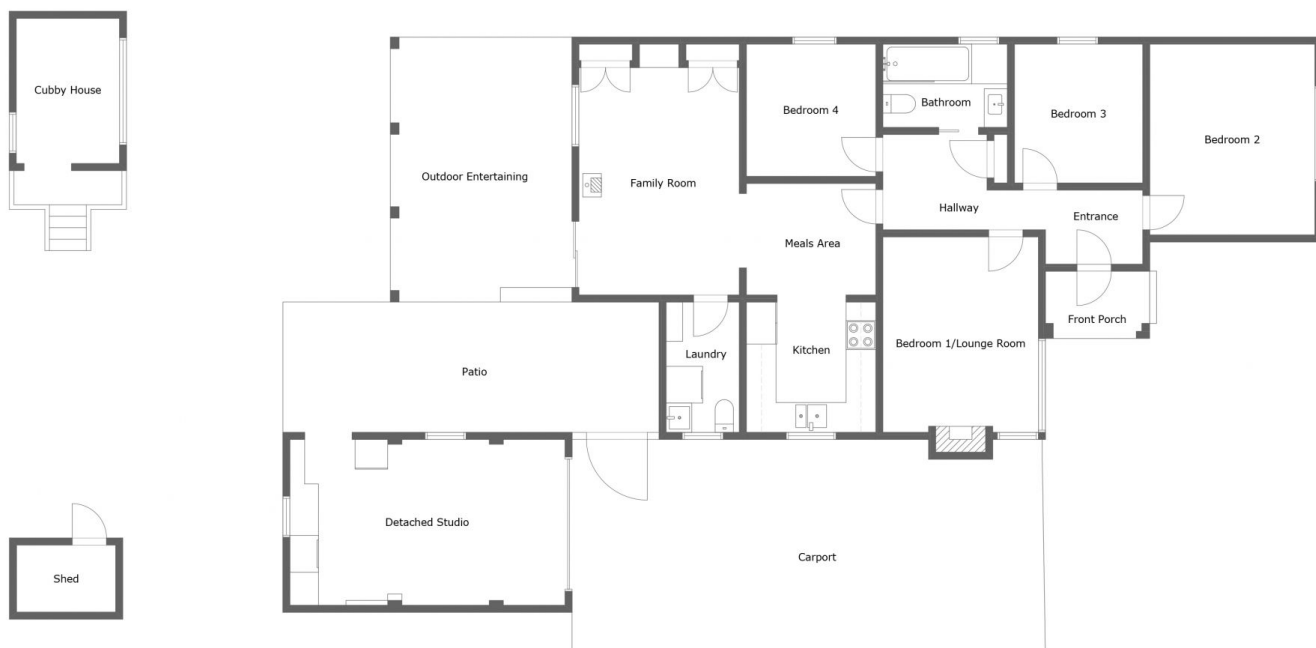 Cubby House
Bedroom 4
Bathroom
Bedroom 3
Bedroom 2
Outdoor Entertaining
Family Room
Hallway
Entrance
Meals Area
Front Porch
Bedroom 1/Lounge Room
Laundry
Kitchen
Patio
Detached Studio
Carport
Shed